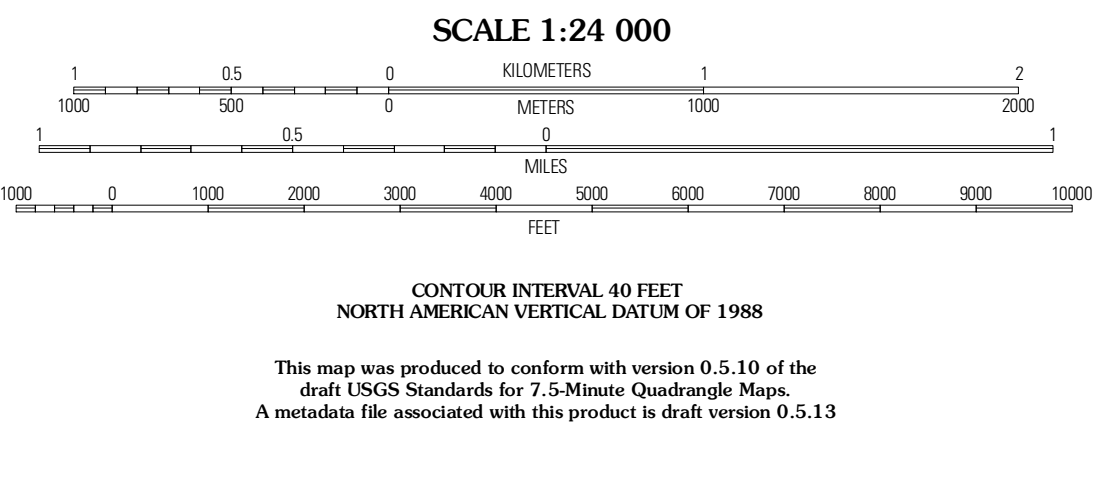 SCALE 1:24 000
1 0.5 0 KILOMETERS 1 2
1000 500 0 METERS 1000 2000
1 0.5 0 1
MILES
1000 0 1000 2000 3000 4000 5000 6000 7000 8000 9000 10000
FEET
CONTOUR INTERVAL 40 FEET
NORTH AMERICAN VERTICAL DATUM OF 1988
This map was produced to conform with version 0.5.10 of the
draft USGS Standards for 7.5-Minute Quadrangle Maps.
A metadata file associated with this product is draft version 0.5.13